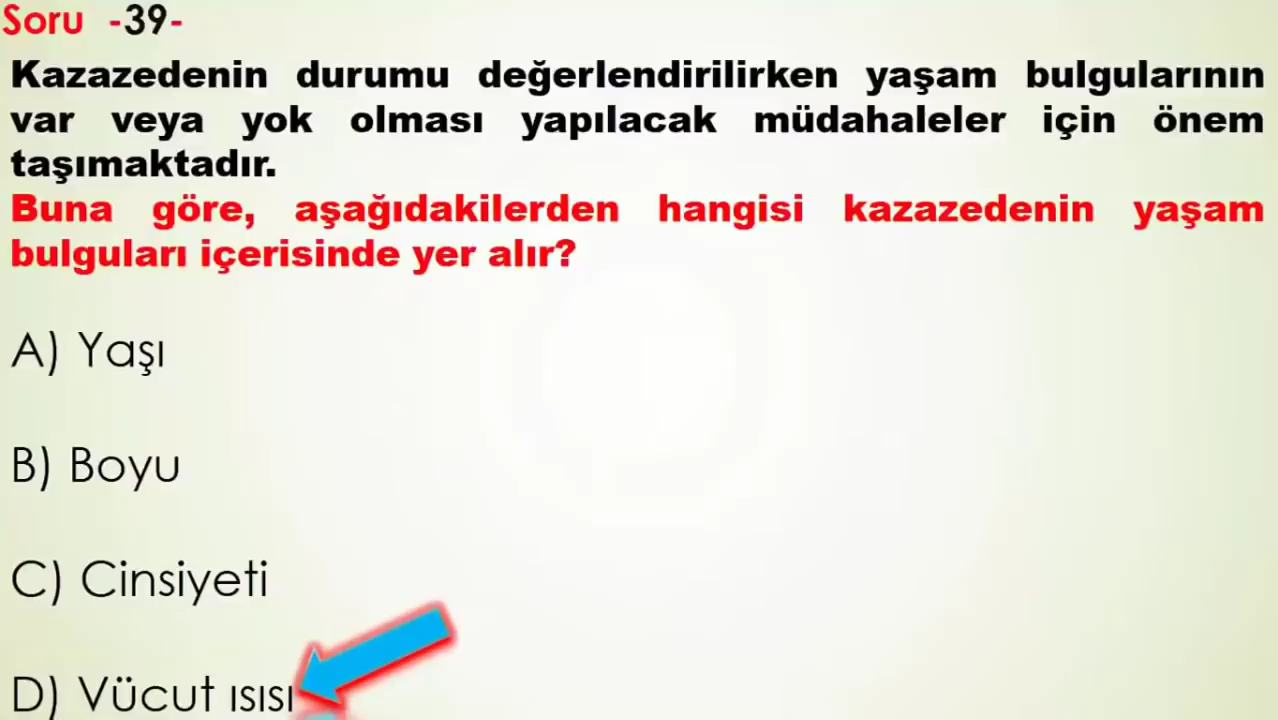 Soru -39-
Kazazedenin durumu değerlendirilirken yaşam bulgularının
var veya yok olması yapılacak müdahaleler için önem
taşımaktadır.
Buna göre, aşağıdakilerden hangisi kazazedenin yaşam
bulguları içerisinde yer alır?
A) Yaşı
B) Boyu
C) Cinsiyeti
D) Vücut ısısı